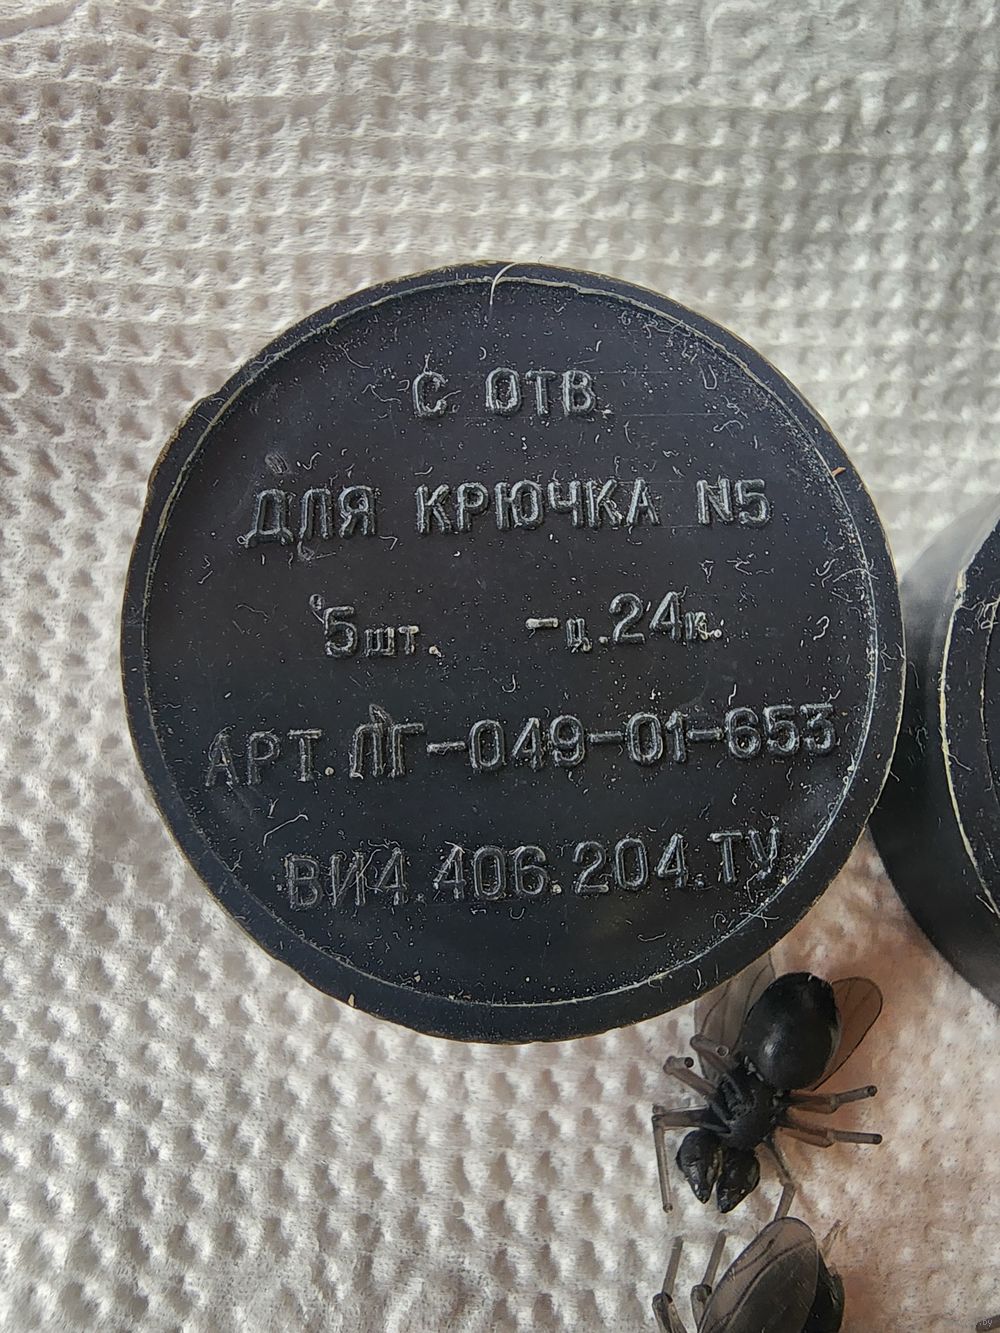 С ОТВ.
ДЛЯ КРЮЧКА N5
5шт. -ц.24к.
АРТ.ЛГ-049-01-653
ВИ4.406.204.ТУ